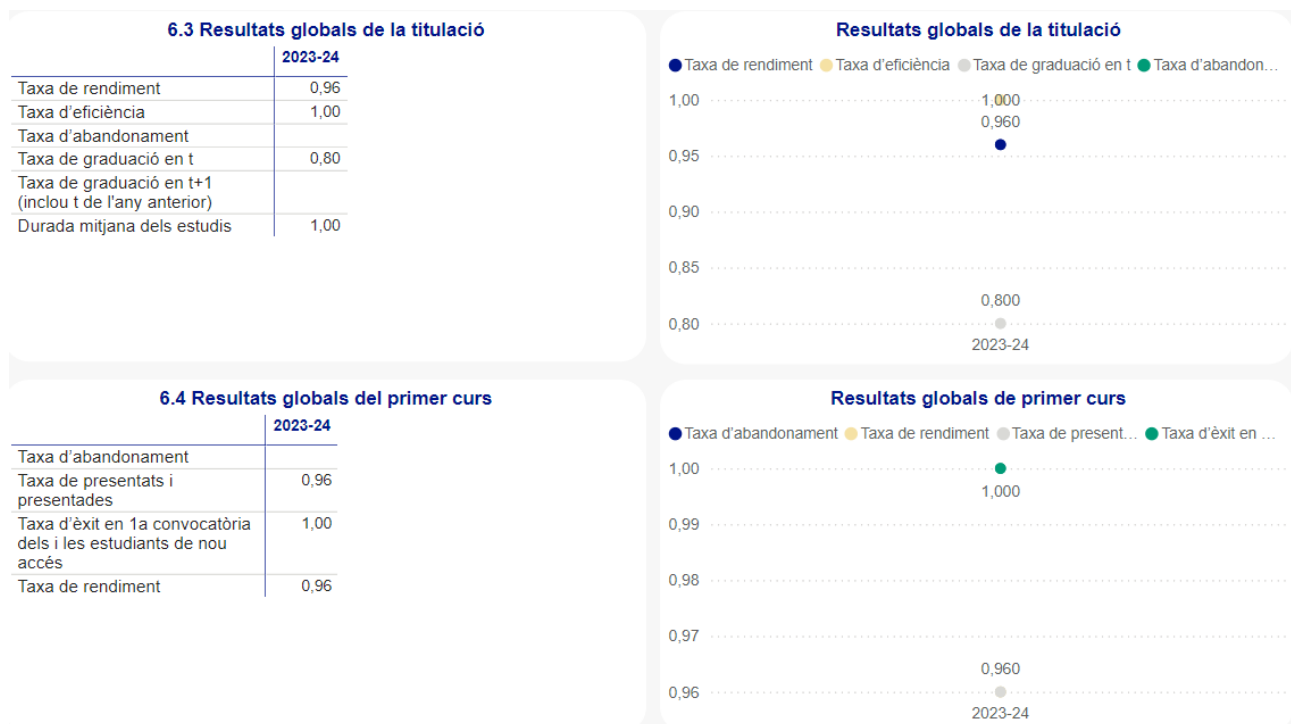 6.3 Resultats globals de la titulació
2023-24
Taxa de rendiment 0,96
Taxa d'eficiència 1,00
Taxa d'abandonament
Taxa de graduació en t 0,80
Taxa de graduació en t+1
(inclou t de l'any anterior)
Durada mitjana dels estudis 1,00
Resultats globals de la titulació
Taxa de rendiment Taxa d'eficiència Taxa de graduació en t Taxa d'abandon...
1,00
1,000
0,960
0,95
0,90
0,85
0,800
0,80
2023-24
6.4 Resultats globals del primer curs
2023-24
Taxa d'abandonament
Taxa de presentats i 0,96
presentades
Taxa d'èxit en 1a convocatòria 1,00
dels i les estudiants de nou
accés
Taxa de rendiment 0,96
Resultats globals de primer curs
Taxa d'abandonament Taxa de rendiment Taxa de present... Taxa d'èxit en ...
1,00
1,000
0,99
0,98
0,97
0,960
0,96
2023-24